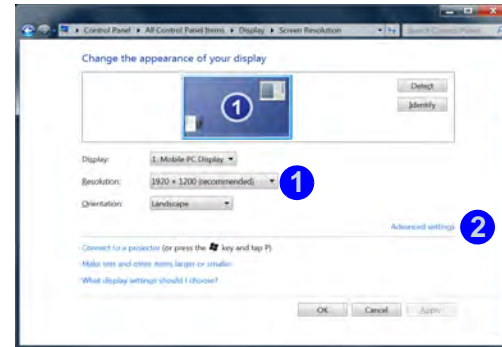 Control Panel ▸ All Control Panel Items ▸ Display ▸ Screen Resolution
Search Control Panel
Change the appearance of your display
1
Detect
Identify
Display: 1. Mobile PC Display
Resolution: 1920 × 1200 (recommended)
1
Orientation: Landscape
Advanced settings
2
Connect to a projector (or press the key and tap P)
Make text and other items larger or smaller
What display settings should I choose?
OK Cancel Apply